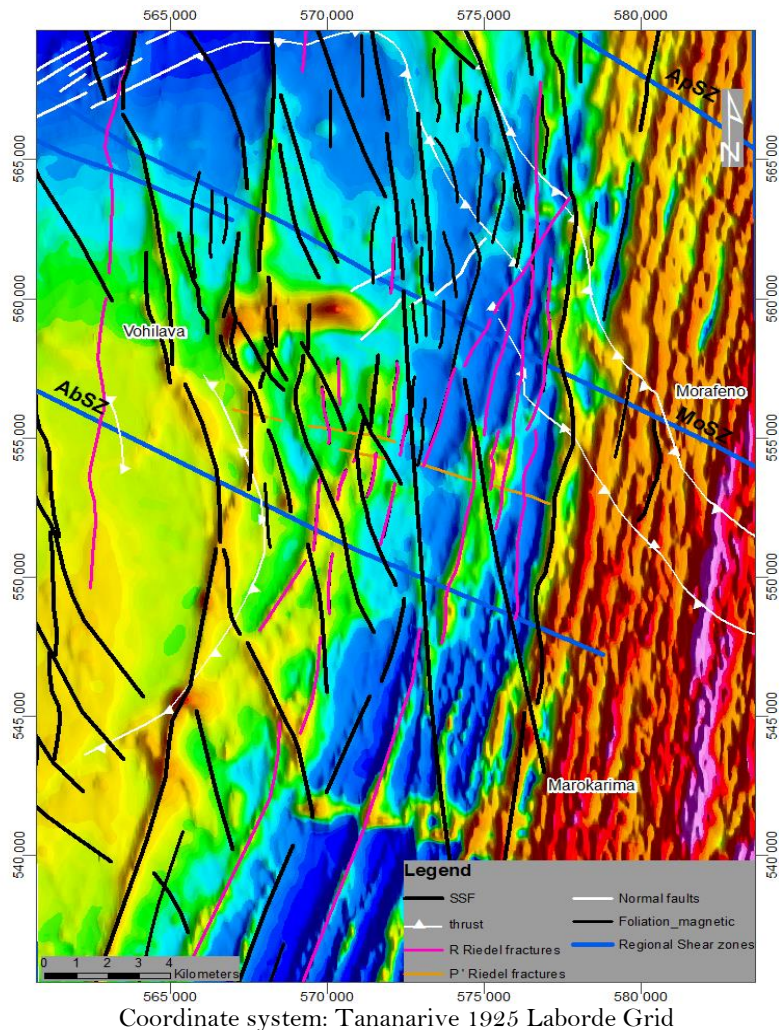 565 000 570 000 575 000 580 000
ApSZ
N
565 000 565 000
560 000 560 000
Vohilava
Morafeno
AbSZ
MoSZ
555 000 555 000
550 000 550 000
545 000 545 000
Marokarima
540 000 540 000
Legend
SSF
Normal faults
thrust
Foliation_magnetic
R Riedel fractures
Regional Shear zones
P' Riedel fractures
0 1 2 3 4
Kilometers
565 000 570 000 575 000 580 000
Coordinate system: Tananarive 1925 Laborde Grid